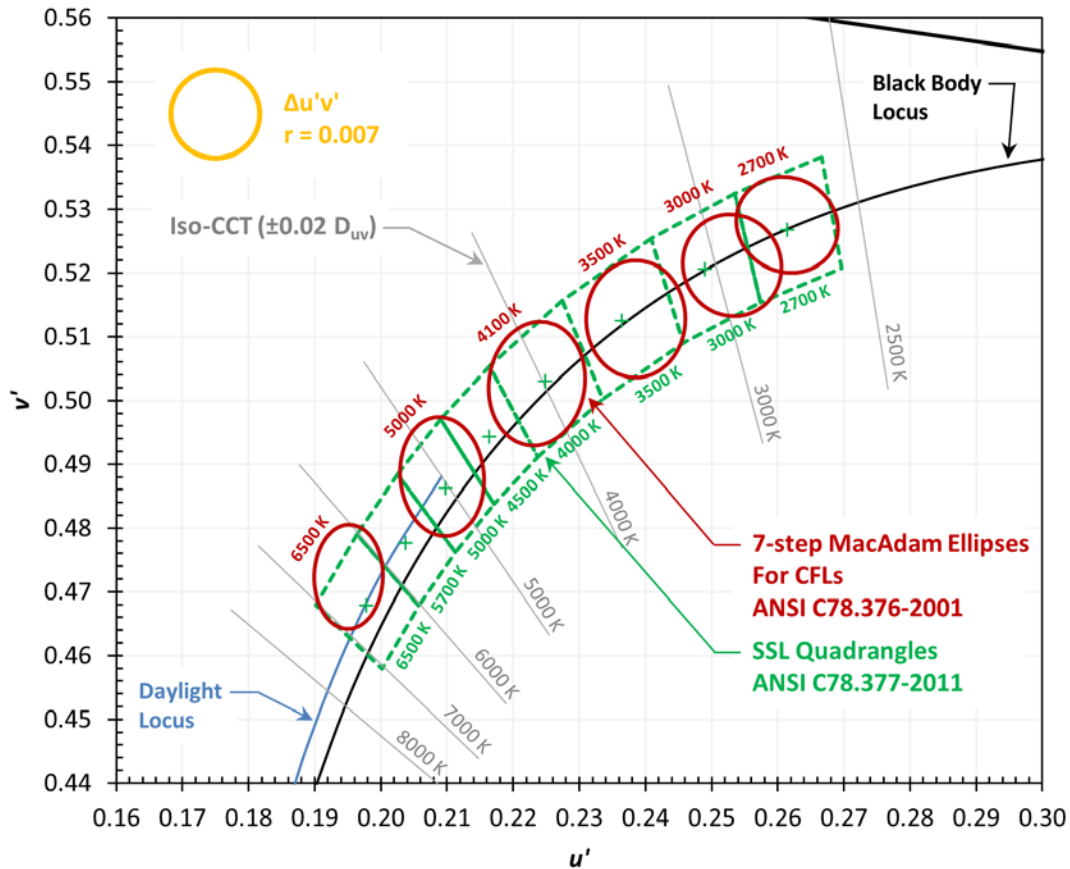 0.56
0.55
0.54
0.53
0.52
0.51
0.50
0.49
0.48
0.47
0.46
0.45
0.44
v'
0.16 0.17 0.18 0.19 0.20 0.21 0.22 0.23 0.24 0.25 0.26 0.27 0.28 0.29 0.30
u'
Δu'v'
r = 0.007
Black Body
Locus
Iso-CCT (±0.02 Duv)
2700 K
3000 K
3500 K
4100 K
5000 K
6500 K
2700 K
3000 K
3500 K
4000 K
4500 K
5000 K
5700 K
6500 K
2500 K
3000 K
4000 K
5000 K
6000 K
7000 K
8000 K
7-step MacAdam Ellipses
For CFLs
ANSI C78.376-2001
SSL Quadrangles
ANSI C78.377-2011
Daylight
Locus